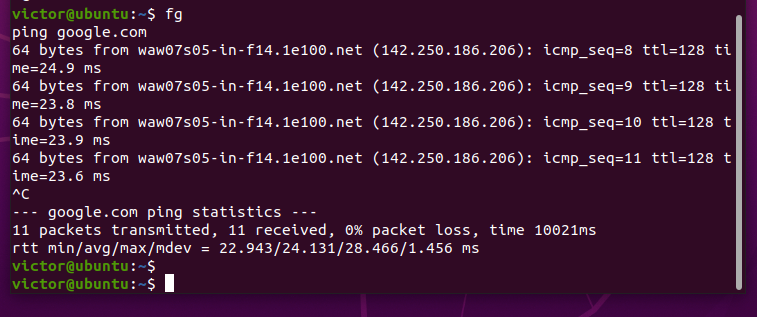 victor@ubuntu:~$ fg
ping google.com
64 bytes from waw07s05-in-f14.1e100.net (142.250.186.206): icmp_seq=8 ttl=128 ti
me=24.9 ms
64 bytes from waw07s05-in-f14.1e100.net (142.250.186.206): icmp_seq=9 ttl=128 ti
me=23.8 ms
64 bytes from waw07s05-in-f14.1e100.net (142.250.186.206): icmp_seq=10 ttl=128 t
ime=23.9 ms
64 bytes from waw07s05-in-f14.1e100.net (142.250.186.206): icmp_seq=11 ttl=128 t
ime=23.6 ms
^C
--- google.com ping statistics ---
11 packets transmitted, 11 received, 0% packet loss, time 10021ms
rtt min/avg/max/mdev = 22.943/24.131/28.466/1.456 ms
victor@ubuntu:~$
victor@ubuntu:~$